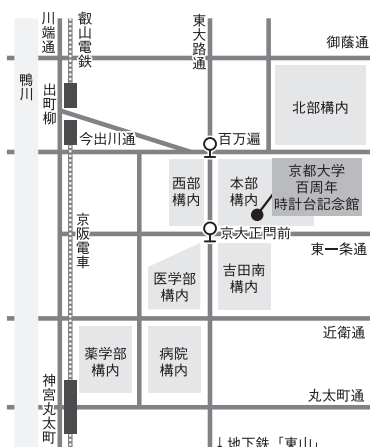 川端通
叡山電鉄
東大路通
御蔭通
鴨川
出町柳
北部構内
今出川通
百万遍
西部
構内
本部
構内
京都大学
百周年
時計台記念館
京阪電車
京大正門前
東一条通
医学部
構内
吉田南
構内
近衛通
薬学部
構内
病院
構内
神宮丸太町
丸太町通
↓地下鉄「東山」